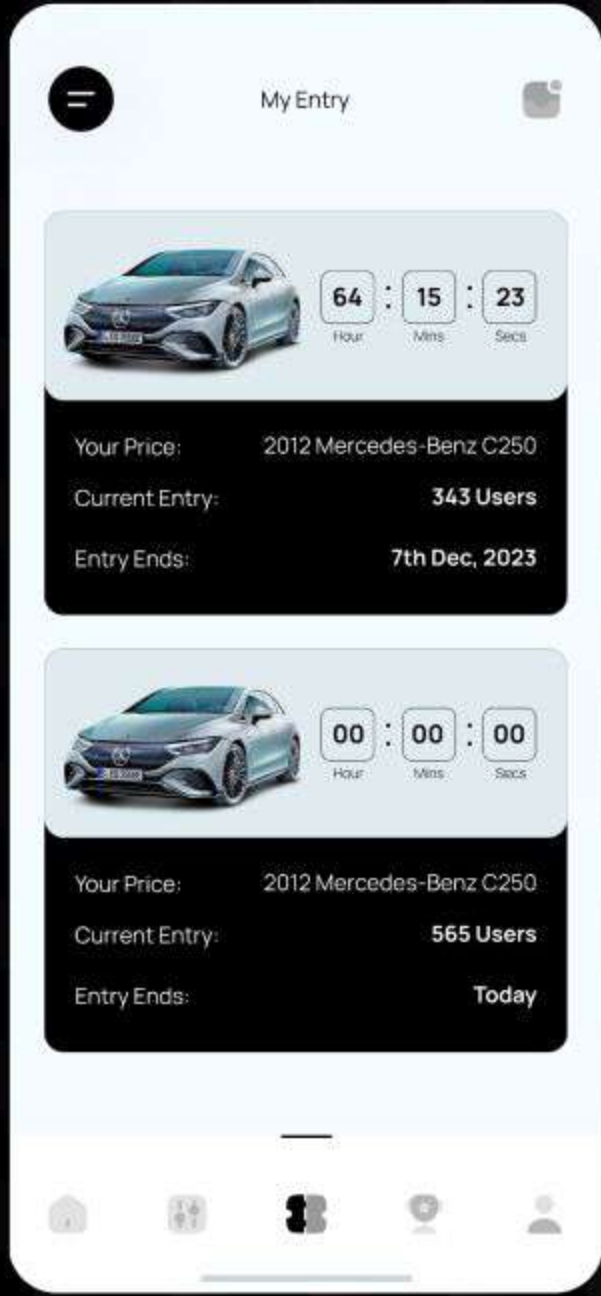 My Entry
64 : 15 : 23
Hour Mins Secs
Your Price: 2012 Mercedes-Benz C250
Current Entry: 343 Users
Entry Ends: 7th Dec, 2023
00 : 00 : 00
Hour Mins Secs
Your Price: 2012 Mercedes-Benz C250
Current Entry: 565 Users
Entry Ends: Today